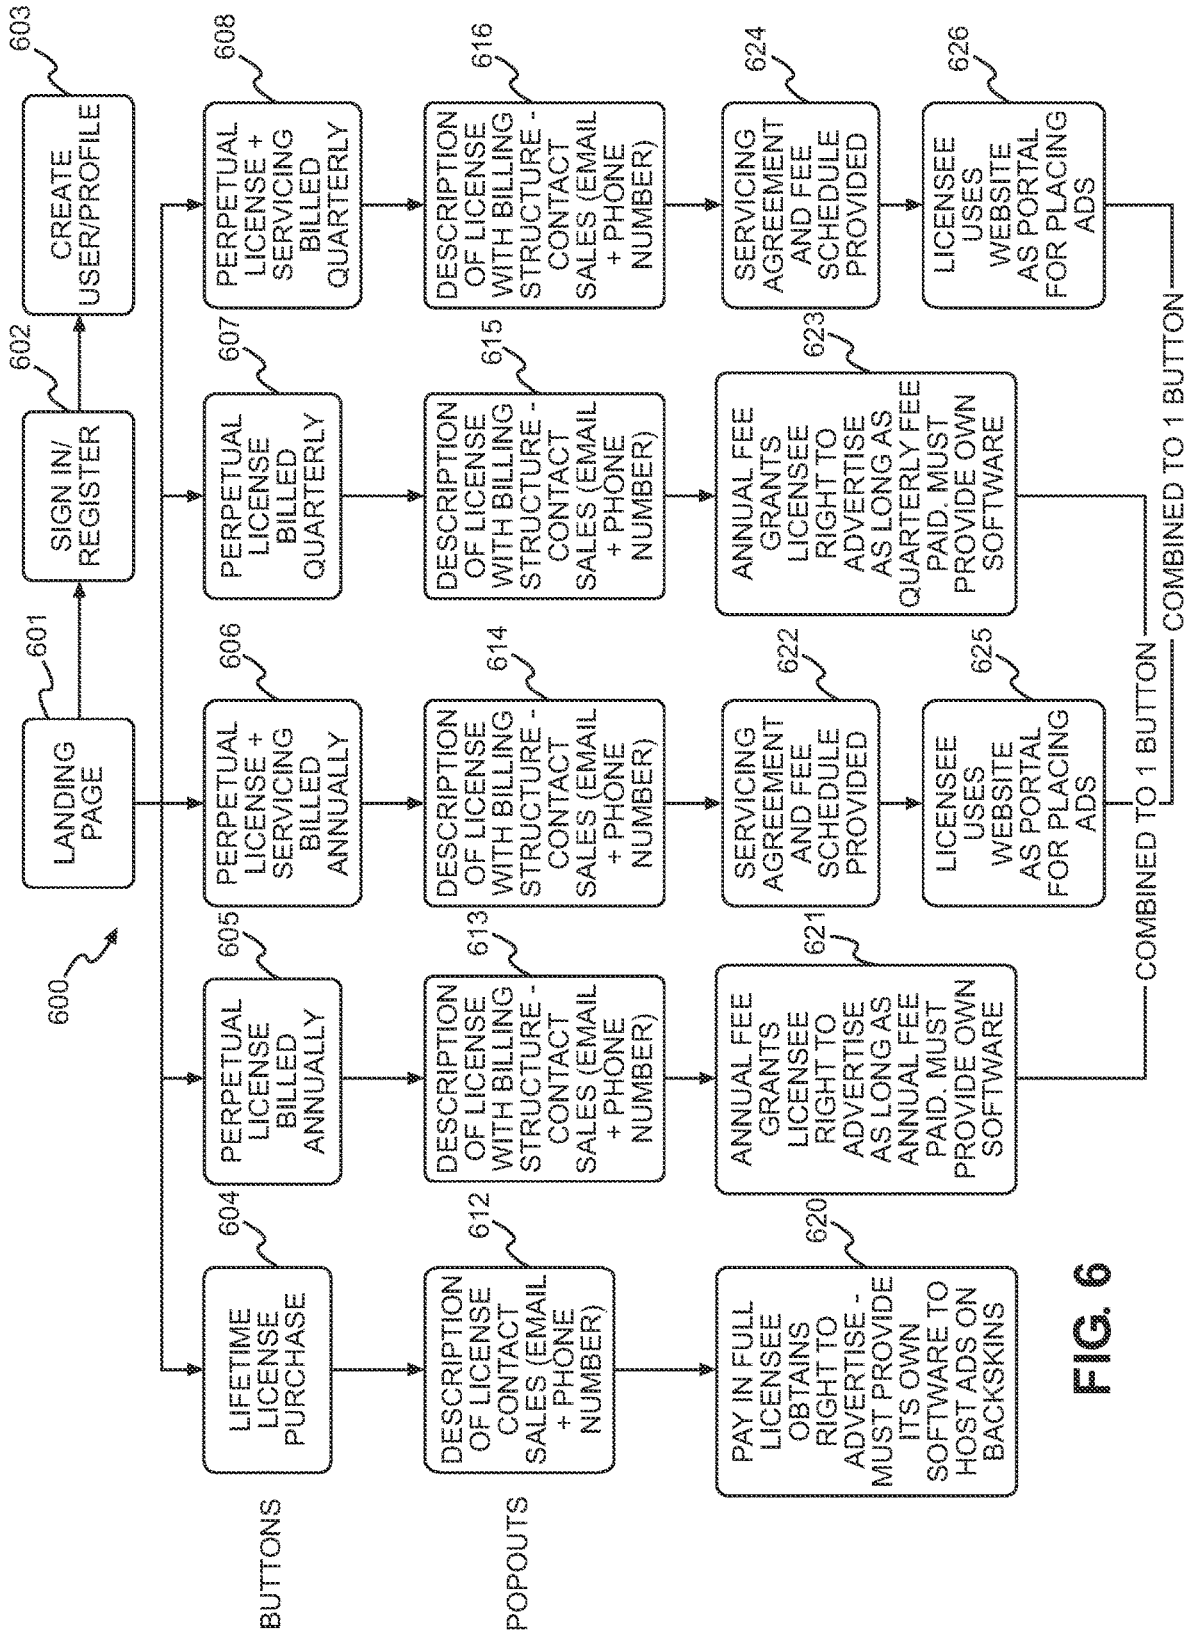 600
LANDING
PAGE
601
SIGN IN/
REGISTER
602
CREATE
USER/PROFILE
603
BUTTONS
LIFETIME
LICENSE
PURCHASE
604
PERPETUAL
LICENSE
BILLED
ANNUALLY
605
PERPETUAL
LICENSE +
SERVICING
BILLED
ANNUALLY
606
PERPETUAL
LICENSE
BILLED
QUARTERLY
607
PERPETUAL
LICENSE +
SERVICING
BILLED
QUARTERLY
608
POPOUTS
DESCRIPTION
OF LICENSE
CONTACT
SALES (EMAIL
+ PHONE
NUMBER)
612
DESCRIPTION
OF LICENSE
WITH BILLING
STRUCTURE -
CONTACT
SALES (EMAIL
+ PHONE
NUMBER)
613
DESCRIPTION
OF LICENSE
WITH BILLING
STRUCTURE -
CONTACT
SALES (EMAIL
+ PHONE
NUMBER)
614
DESCRIPTION
OF LICENSE
WITH BILLING
STRUCTURE -
CONTACT
SALES (EMAIL
+ PHONE
NUMBER)
615
DESCRIPTION
OF LICENSE
WITH BILLING
STRUCTURE -
CONTACT
SALES (EMAIL
+ PHONE
NUMBER)
616
PAY IN FULL
LICENSEE
OBTAINS
RIGHT TO
ADVERTISE -
MUST PROVIDE
ITS OWN
SOFTWARE TO
HOST ADS ON
BACKSKINS
620
ANNUAL FEE
GRANTS
LICENSEE
RIGHT TO
ADVERTISE
AS LONG AS
ANNUAL FEE
PAID. MUST
PROVIDE OWN
SOFTWARE
621
SERVICING
AGREEMENT
AND FEE
SCHEDULE
PROVIDED
622
ANNUAL FEE
GRANTS
LICENSEE
RIGHT TO
ADVERTISE
AS LONG AS
QUARTERLY FEE
PAID. MUST
PROVIDE OWN
SOFTWARE
623
SERVICING
AGREEMENT
AND FEE
SCHEDULE
PROVIDED
624
LICENSEE
USES
WEBSITE
AS PORTAL
FOR PLACING
ADS
625
LICENSEE
USES
WEBSITE
AS PORTAL
FOR PLACING
ADS
626
COMBINED TO 1 BUTTON
COMBINED TO 1 BUTTON
FIG. 6